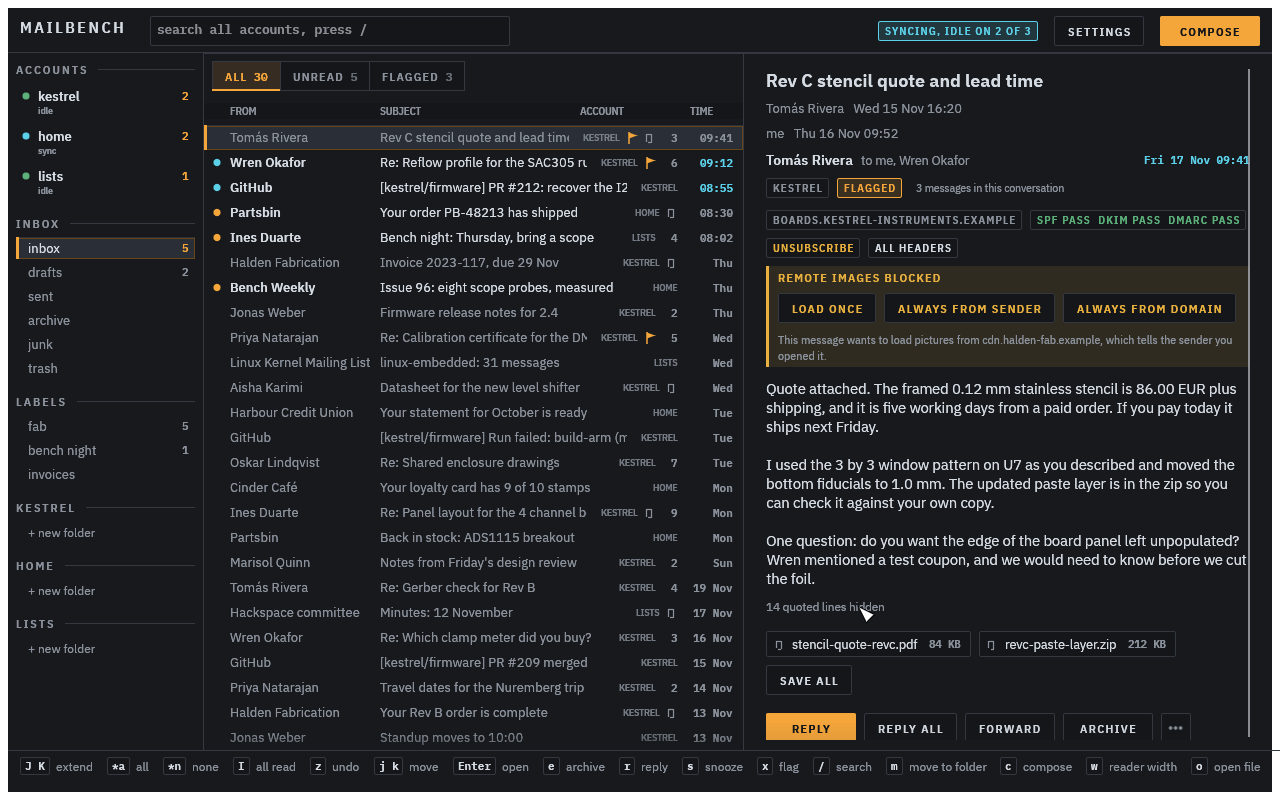 MAILBENCH
search all accounts, press /
SYNCING, IDLE ON 2 OF 3
SETTINGS
COMPOSE
ACCOUNTS
kestrel 2
idle
home 2
sync
lists 1
idle
INBOX
inbox 5
drafts 2
sent
archive
junk
trash
LABELS
fab 5
bench night 1
invoices
KESTREL
+ new folder
HOME
+ new folder
LISTS
+ new folder
ALL 30 UNREAD 5 FLAGGED 3
FROM SUBJECT ACCOUNT TIME
Tomás Rivera Rev C stencil quote and lead time KESTREL 3 09:41
Wren Okafor Re: Reflow profile for the SAC305 ru KESTREL 6 09:12
GitHub [kestrel/firmware] PR #212: recover the I2 KESTREL 08:55
Partsbin Your order PB-48213 has shipped HOME 08:30
Ines Duarte Bench night: Thursday, bring a scope LISTS 4 08:02
Halden Fabrication Invoice 2023-117, due 29 Nov KESTREL Thu
Bench Weekly Issue 96: eight scope probes, measured HOME Thu
Jonas Weber Firmware release notes for 2.4 KESTREL 2 Thu
Priya Natarajan Re: Calibration certificate for the DM KESTREL 5 Wed
Linux Kernel Mailing List linux-embedded: 31 messages LISTS Wed
Aisha Karimi Datasheet for the new level shifter KESTREL Wed
Harbour Credit Union Your statement for October is ready HOME Tue
GitHub [kestrel/firmware] Run failed: build-arm (m KESTREL Tue
Oskar Lindqvist Re: Shared enclosure drawings KESTREL 7 Tue
Cinder Café Your loyalty card has 9 of 10 stamps HOME Mon
Ines Duarte Re: Panel layout for the 4 channel b KESTREL 9 Mon
Partsbin Back in stock: ADS1115 breakout HOME Mon
Marisol Quinn Notes from Friday's design review KESTREL 2 Sun
Tomás Rivera Re: Gerber check for Rev B KESTREL 4 19 Nov
Hackspace committee Minutes: 12 November LISTS 17 Nov
Wren Okafor Re: Which clamp meter did you buy? KESTREL 3 16 Nov
GitHub [kestrel/firmware] PR #209 merged KESTREL 15 Nov
Priya Natarajan Travel dates for the Nuremberg trip KESTREL 2 14 Nov
Halden Fabrication Your Rev B order is complete KESTREL 13 Nov
Jonas Weber Standup moves to 10:00 KESTREL 13 Nov
Rev C stencil quote and lead time
Tomás Rivera Wed 15 Nov 16:20
me Thu 16 Nov 09:52
Tomás Rivera to me, Wren Okafor Fri 17 Nov 09:41
KESTREL FLAGGED 3 messages in this conversation
BOARDS.KESTREL-INSTRUMENTS.EXAMPLE SPF PASS DKIM PASS DMARC PASS
UNSUBSCRIBE ALL HEADERS
REMOTE IMAGES BLOCKED
LOAD ONCE ALWAYS FROM SENDER ALWAYS FROM DOMAIN
This message wants to load pictures from cdn.halden-fab.example, which tells the sender you
opened it.
Quote attached. The framed 0.12 mm stainless stencil is 86.00 EUR plus
shipping, and it is five working days from a paid order. If you pay today it
ships next Friday.
I used the 3 by 3 window pattern on U7 as you described and moved the
bottom fiducials to 1.0 mm. The updated paste layer is in the zip so you
can check it against your own copy.
One question: do you want the edge of the board panel left unpopulated?
Wren mentioned a test coupon, and we would need to know before we cut
the foil.
14 quoted lines hidden
stencil-quote-revc.pdf 84 KB revc-paste-layer.zip 212 KB
SAVE ALL
REPLY REPLY ALL FORWARD ARCHIVE •••
J K extend *a all *n none I all read z undo j k move Enter open e archive r reply s snooze x flag / search m move to folder c compose w reader width o open file